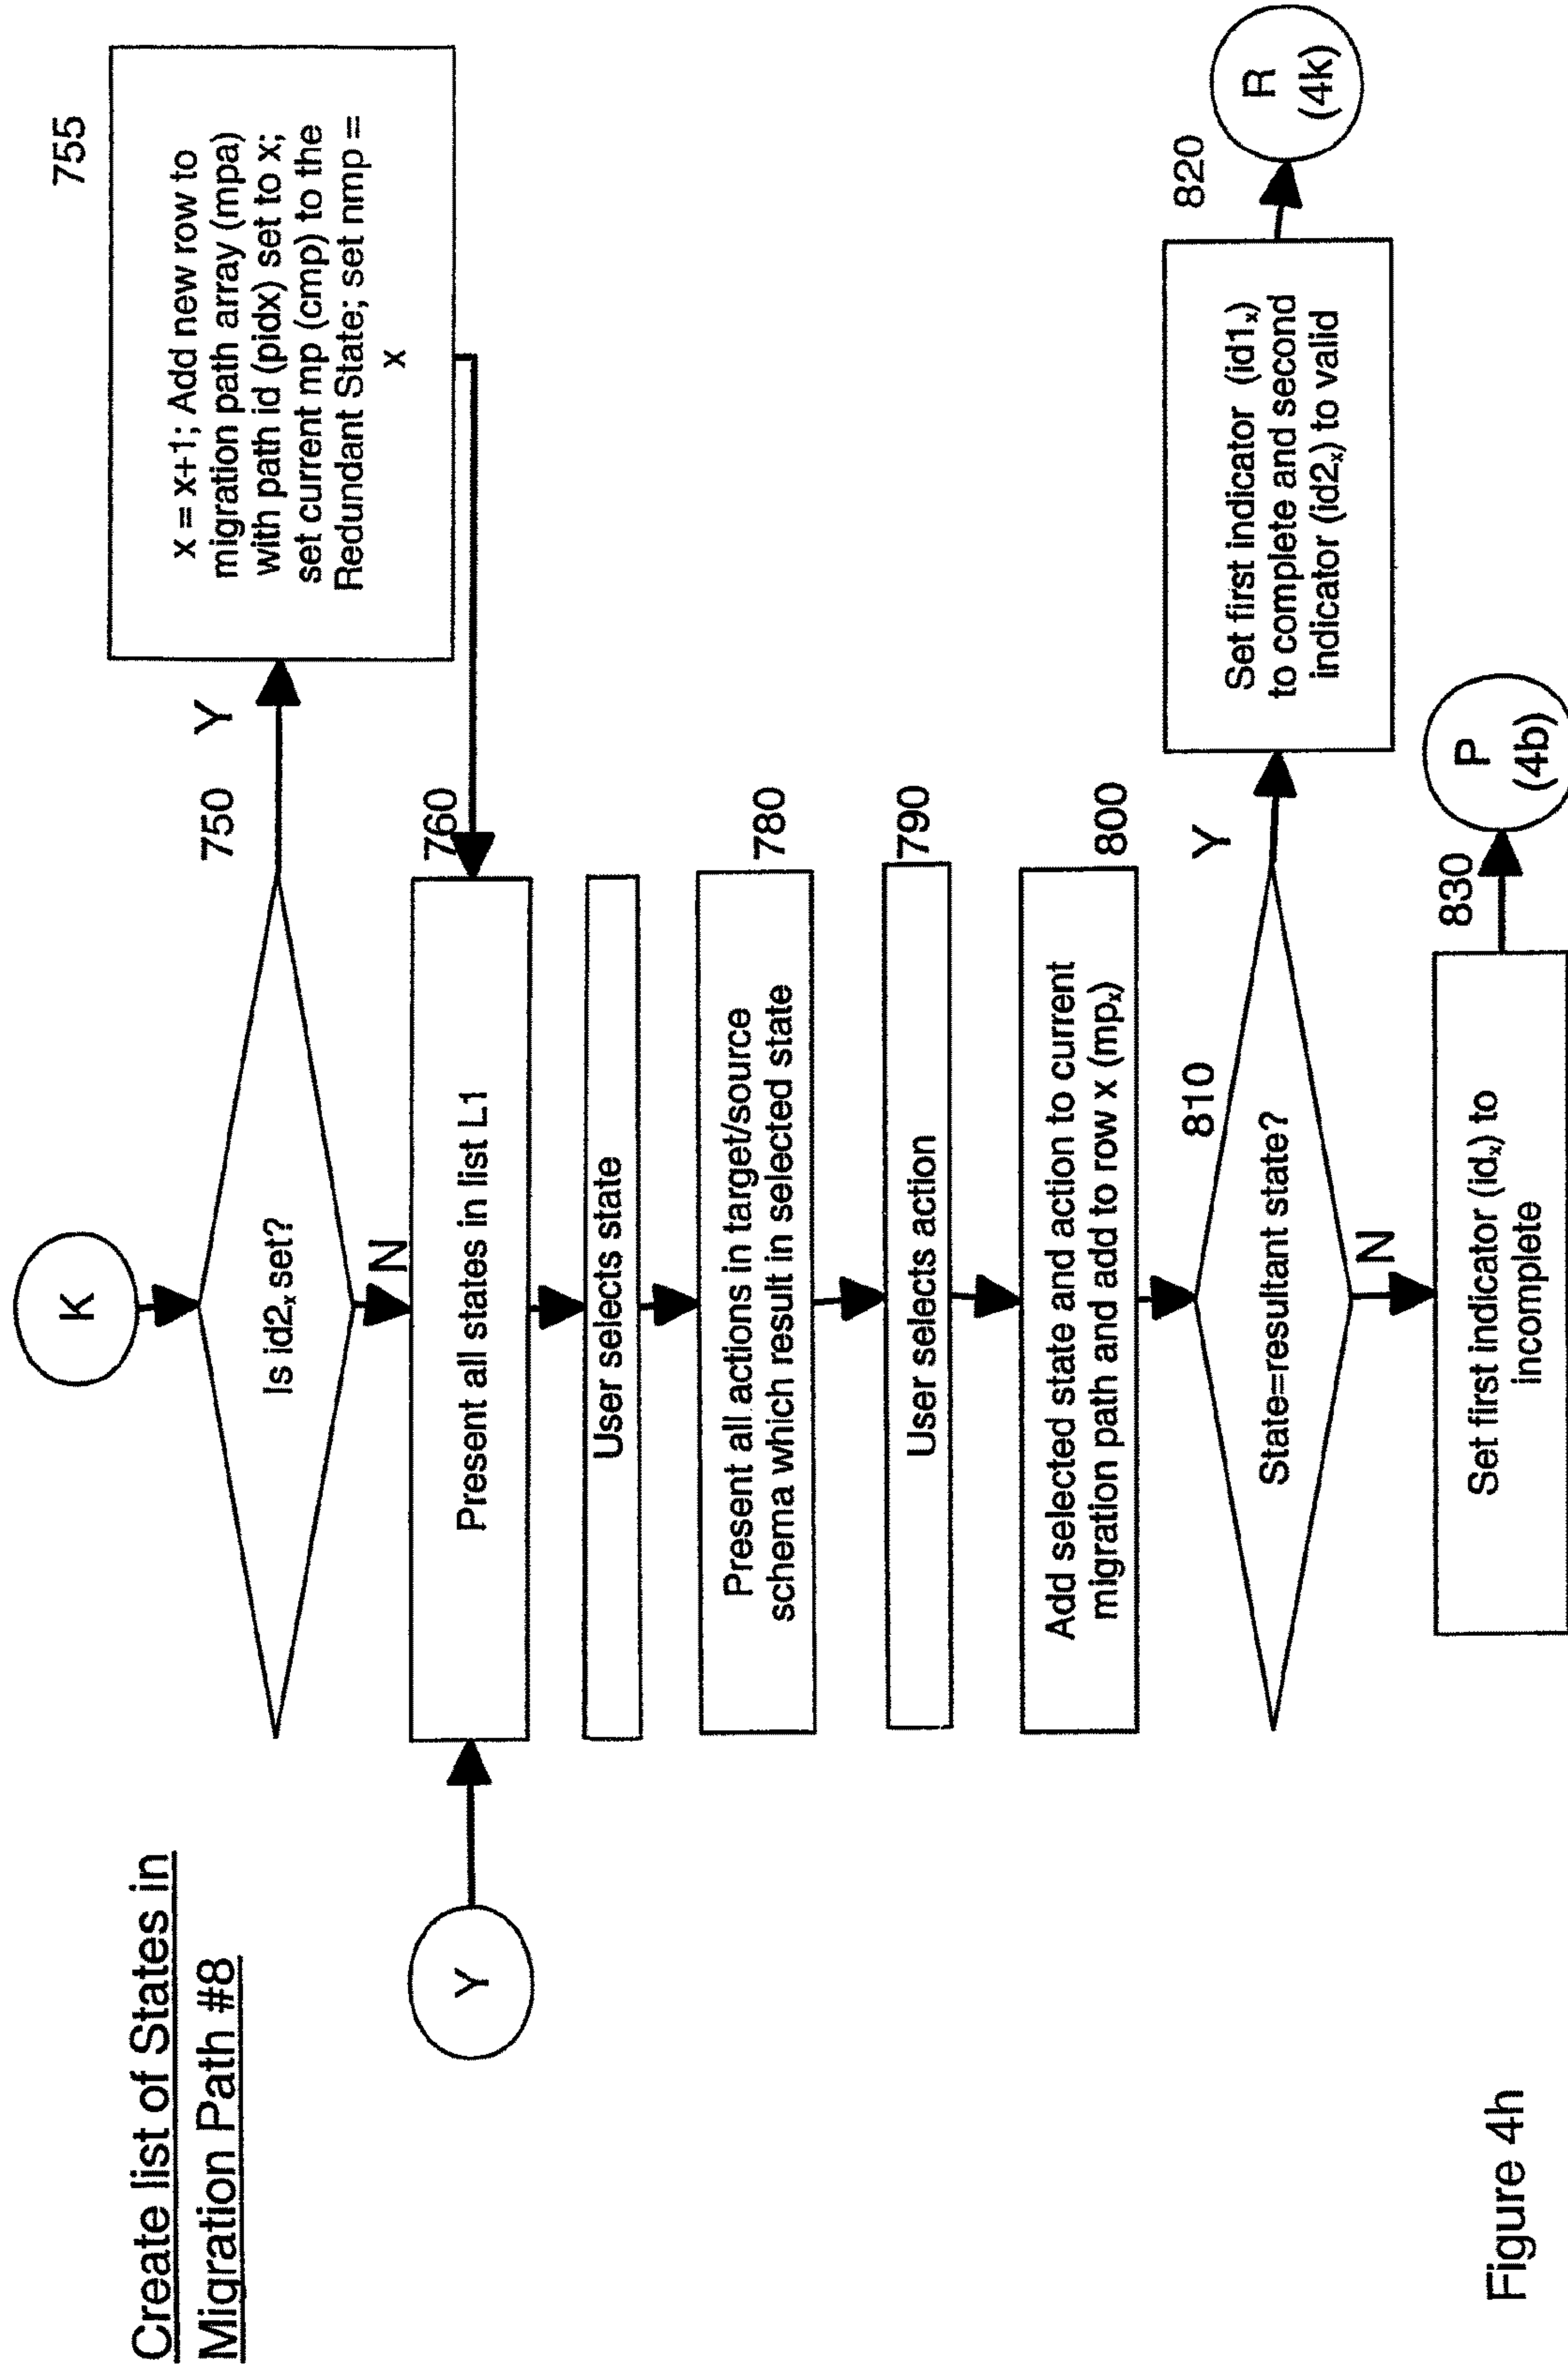 Create list of States in
Migration Path #8
K
Is id2x set?
750
Y
755
x = x+1; Add new row to
migration path array (mpa)
with path id (pidx) set to x;
set current mp (cmp) to the
Redundant State; set nmp =
x
N
Y
760
Present all states in list L1
User selects state
780
Present all actions in target/source
schema which result in selected state
790
User selects action
800
Add selected state and action to current
migration path and add to row x (mpx)
810
State=resultant state?
Y
820
Set first indicator (id1x)
to complete and second
indicator (id2x) to valid
R
(4k)
N
830
Set first indicator (idx) to
incomplete
P
(4b)
Figure 4h